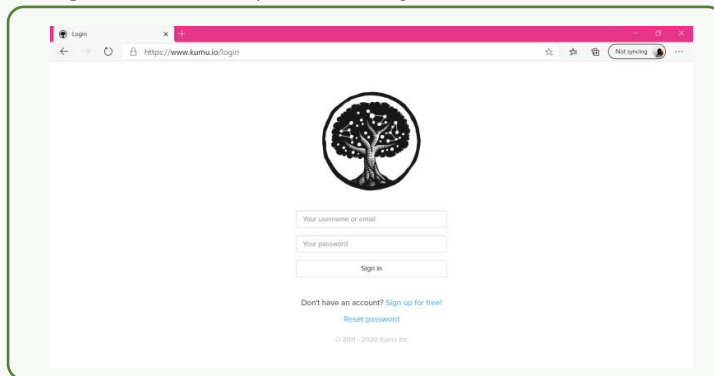 Login
https://www.kumu.io/login
Not syncing
Your username or email
Your password
Sign in
Don't have an account? Sign up for free!
Reset password
© 2011 - 2020 Kumu Inc.